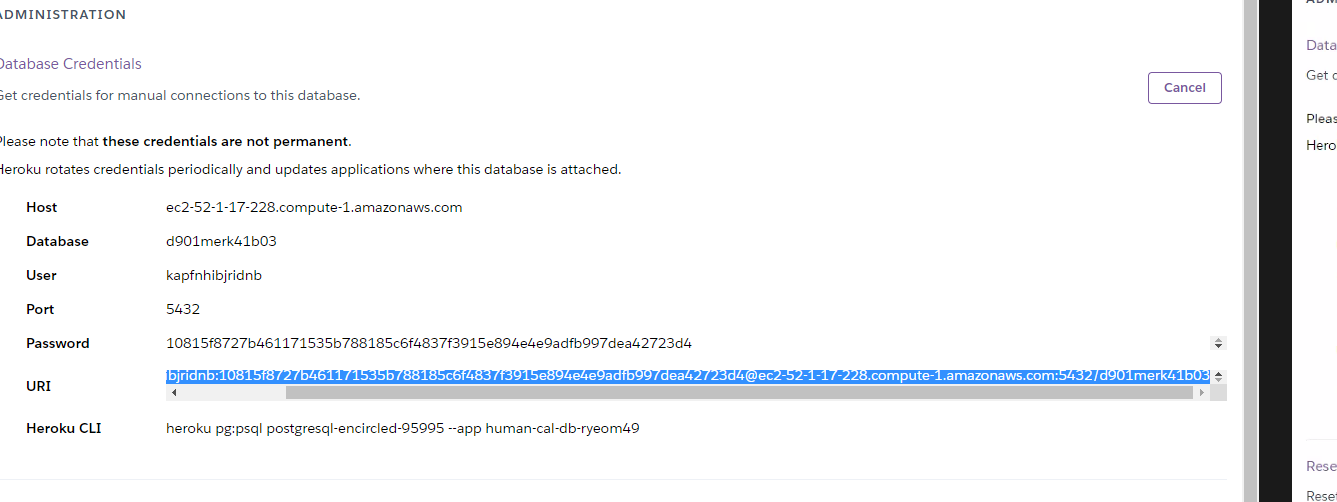 ADMINISTRATION
Database Credentials
Get credentials for manual connections to this database.
Cancel
Please note that these credentials are not permanent.
Heroku rotates credentials periodically and updates applications where this database is attached.
Host ec2-52-1-17-228.compute-1.amazonaws.com
Database d901merk41b03
User kapfnhibjridnb
Port 5432
Password 10815f8727b461171535b788185c6f4837f3915e894e4e9adfb997dea42723d4
URI bjridnb:10815f8727b461171535b788185c6f4837f3915e894e4e9adfb997dea42723d4@ec2-52-1-17-228.compute-1.amazonaws.com:5432/d901merk41b03
Heroku CLI heroku pg:psql postgresql-encircled-95995 --app human-cal-db-ryeom49
Data
Get c
Pleas
Hero
Rese
Reset